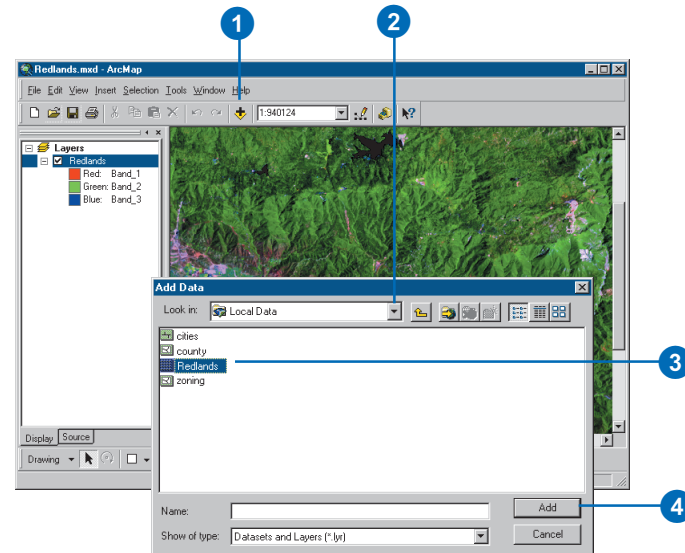 1
2
Redlands.mxd - ArcMap
File Edit View Insert Selection Tools Window Help
1:940124
Layers
Redlands
Red: Band_1
Green: Band_2
Blue: Band_3
Add Data
Look in: Local Data
cities
county
Redlands
zoning
3
Display Source
Drawing
Name: Add
4
Show of type: Datasets and Layers (*.lyr) Cancel